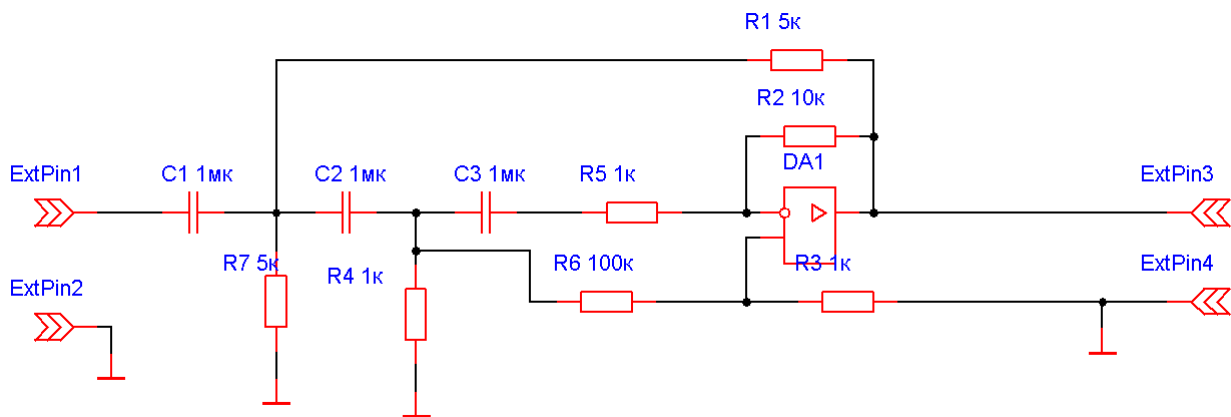 R1 5к
R2 10к
DA1
ExtPin1
C1 1мк
C2 1мк
C3 1мк
R5 1к
ExtPin3
R7 5к
R4 1к
R6 100к
R3 1к
ExtPin4
ExtPin2